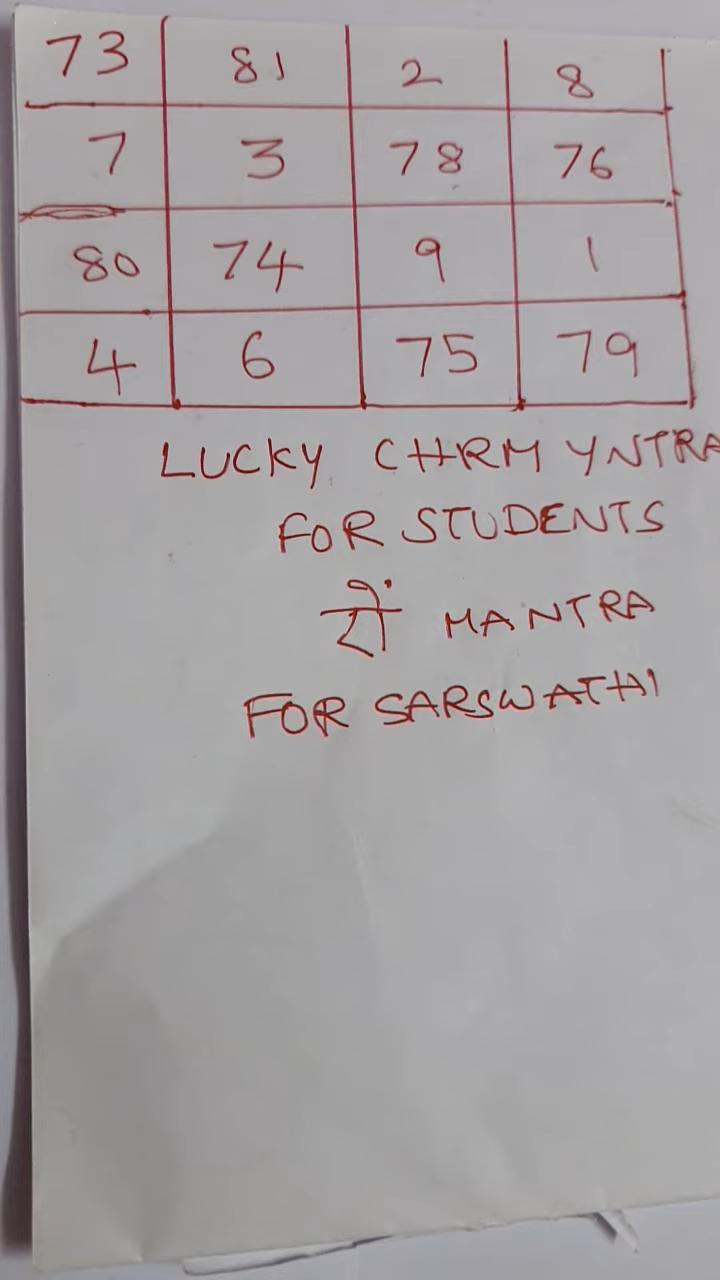 73 81 2 8
7 3 78 76
80 74 9 1
4 6 75 79
LUCKY CHRM YNTRA
FOR STUDENTS
MANTRA
FOR SARSWATHI